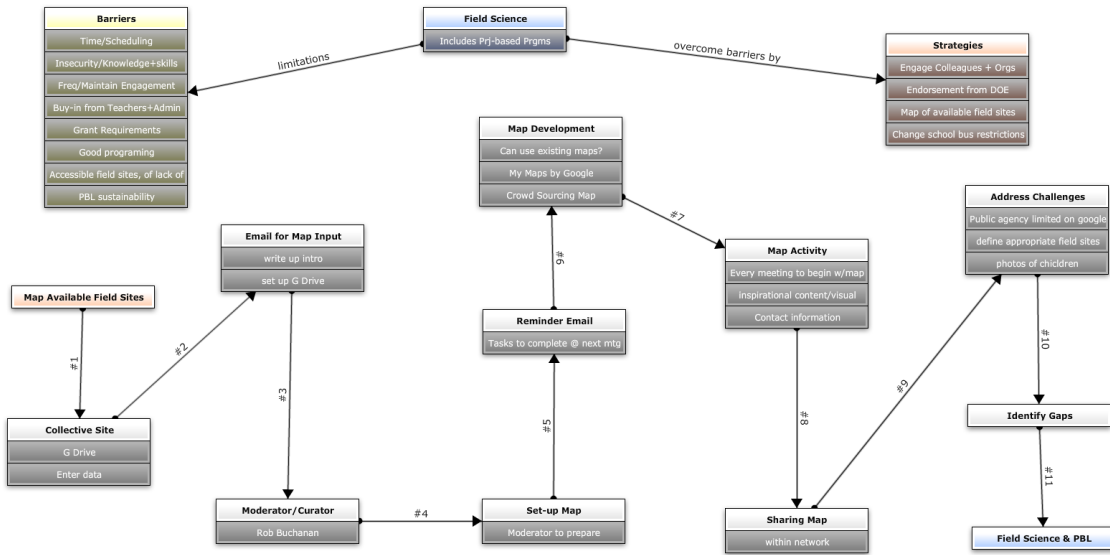 Barriers
Time/Scheduling
Insecurity/Knowledge+skills
Freq/Maintain Engagement
Buy-in from Teachers+Admin
Grant Requirements
Good programing
Accessible field sites, of lack of
PBL sustainability
limitations
Field Science
Includes Prj-based Prgms
overcome barriers by
Strategies
Engage Colleagues + Orgs
Endorsement from DOE
Map of available field sites
Change school bus restrictions
Map Available Field Sites
#1
Collective Site
G Drive
Enter data
#2
Email for Map Input
write up intro
set up G Drive
#3
Moderator/Curator
Rob Buchanan
#4
Set-up Map
Moderator to prepare
#5
Reminder Email
Tasks to complete @ next mtg
#6
Map Development
Can use existing maps?
My Maps by Google
Crowd Sourcing Map
#7
Map Activity
Every meeting to begin w/map
inspirational content/visual
Contact information
#8
Sharing Map
within network
#9
Address Challenges
Public agency limited on google
define appropriate field sites
photos of chicldren
#10
Identify Gaps
#11
Field Science & PBL